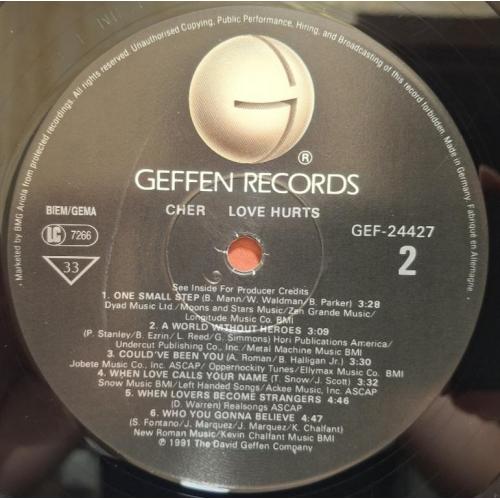 Marketed by BMG Ariola from protected recordings. All rights reserved. Unauthorised Copying, Public Performance, Hiring, and Broadcasting of this record forbidden. Made in Germany. Fabriqué en Allemagne
G
®
GEFFEN RECORDS
CHER LOVE HURTS
BIEM/GEMA
GEF-24427
LC 7266
2
33
See Inside For Producer Credits
1. ONE SMALL STEP (B. Mann/W. Waldman/B. Parker) 3:28
Dyad Music Ltd./Moons and Stars Music/Zen Grande Music/
Longitude Music Co. BMI
2. A WORLD WITHOUT HEROES 3:09
(P. Stanley/B. Ezrin/L. Reed/G. Simmons) Hori Publications America/
Undercut Publishing Co., Inc./Metal Machine Music BMI
3. COULD'VE BEEN YOU (A. Roman/B. Halligan Jr.) 3:30
Jobete Music Co., Inc. ASCAP/Oppernockity Tunes/Ellymax Music Co. BMI
4. WHEN LOVE CALLS YOUR NAME (T. Snow/J. Scott) 3:32
Snow Music BMI/Left Handed Songs/Ackee Music, Inc. ASCAP
5. WHEN LOVERS BECOME STRANGERS 4:46
(D. Warren) Realsongs ASCAP
6. WHO YOU GONNA BELIEVE 4:47
(S. Fontano/J. Marquez/J. Marquez/K. Chalfant)
New Roman Music/Kevin Chalfant Music BMI
℗ © 1991 The David Geffen Company